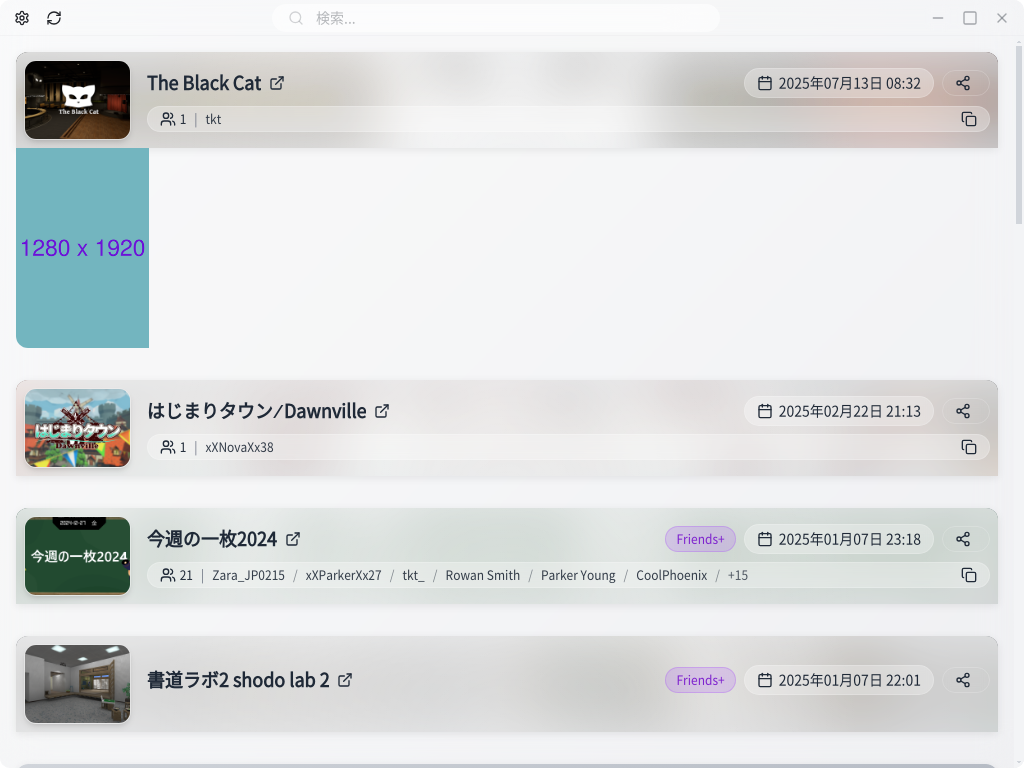 検索...
The Black Cat
The Black Cat
2025年07月13日 08:32
1 | tkt
1280 x 1920
はじまりタウン
Dawnville
はじまりタウン/Dawnville
2025年02月22日 21:13
1 | xXNovaXx38
2024-12-27
今週の一枚2024
今週の一枚2024
Friends+
2025年01月07日 23:18
21 | Zara_JP0215 / xXParkerXx27 / tkt_ / Rowan Smith / Parker Young / CoolPhoenix / +15
書道ラボ2 shodo lab 2
Friends+
2025年01月07日 22:01